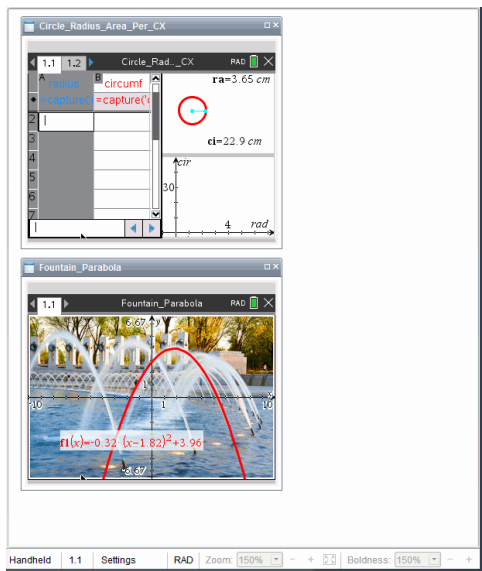 Circle_Radius_Area_Per_CX
1.1 1.2 Circle_Rad.._CX RAD
A radius B circumf
=capture('r =capture('c
2
3
4
5
6
7
ra=3.65 cm
ci=22.9 cm
cir
30
4 rad
Fountain_Parabola
1.1 Fountain_Parabola RAD
6.67 y
1
-10 1 10
f1(x)=-0.32·(x-1.82)²+3.96
-6.67
Handheld 1.1 Settings RAD Zoom: 150% - + Boldness: 150% - +